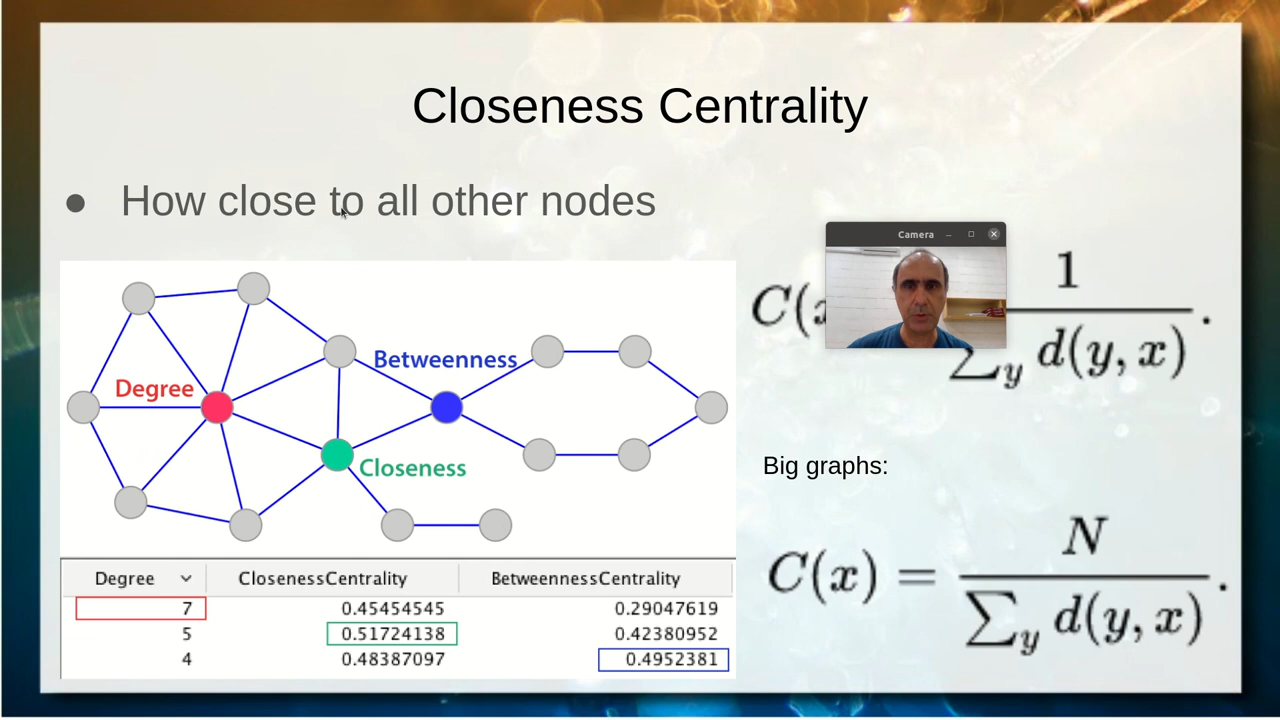 Closeness Centrality
● How close to all other nodes
Camera
Degree
Betweenness
Closeness
C(
1
∑y d(y, x)
.
Big graphs:
C(x) = N / ∑y d(y, x) .
Degree ClosenessCentrality BetweennessCentrality
7 0.45454545 0.29047619
5 0.51724138 0.42380952
4 0.48387097 0.4952381